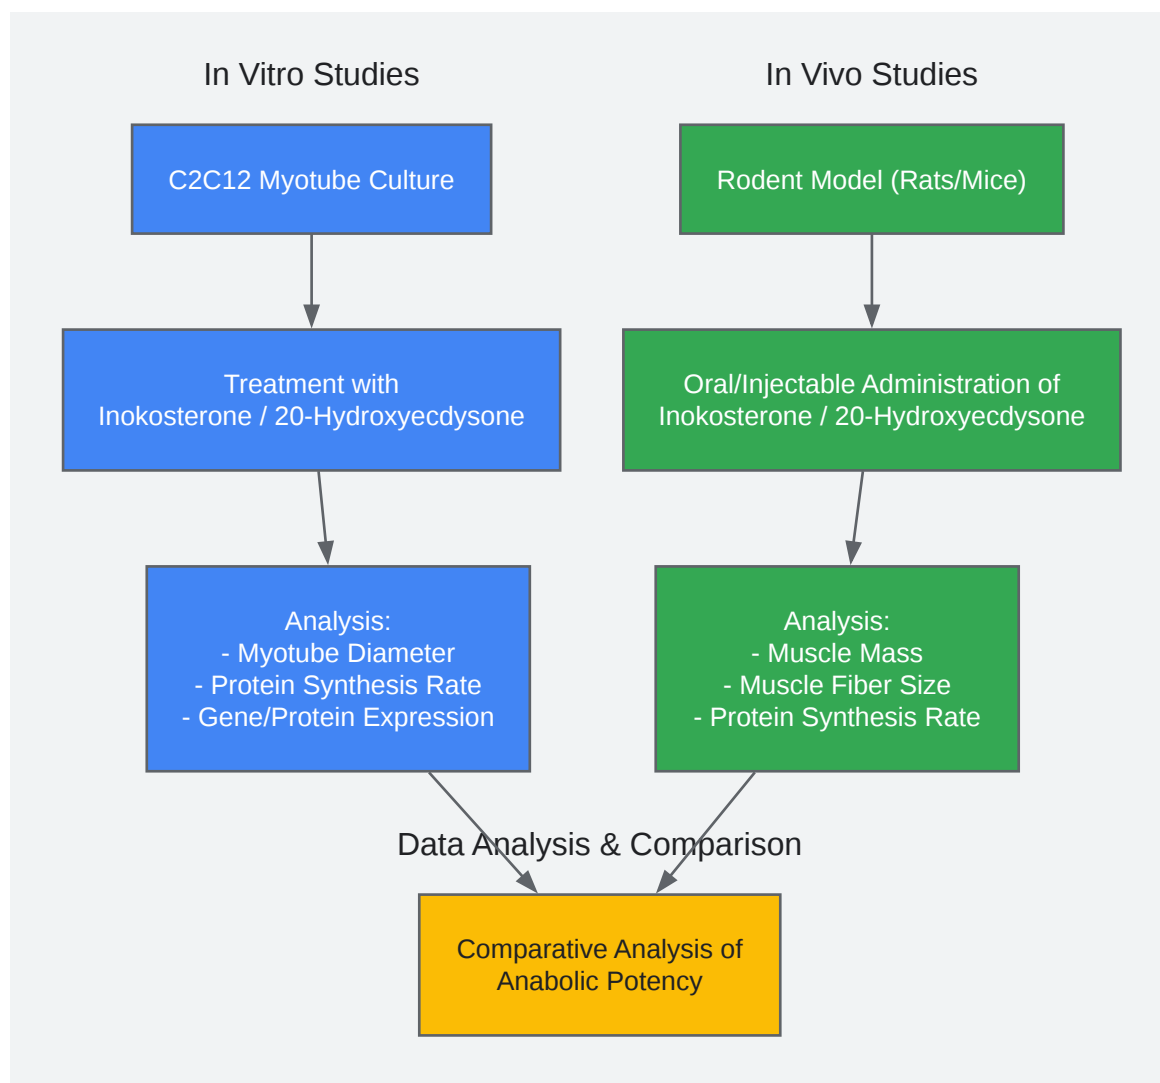 In Vitro Studies
C2C12 Myotube Culture
Treatment with
Inokosterone / 20-Hydroxyecdysone
Analysis:
- Myotube Diameter
- Protein Synthesis Rate
- Gene/Protein Expression
In Vivo Studies
Rodent Model (Rats/Mice)
Oral/Injectable Administration of
Inokosterone / 20-Hydroxyecdysone
Analysis:
- Muscle Mass
- Muscle Fiber Size
- Protein Synthesis Rate
Data Analysis & Comparison
Comparative Analysis of
Anabolic Potency